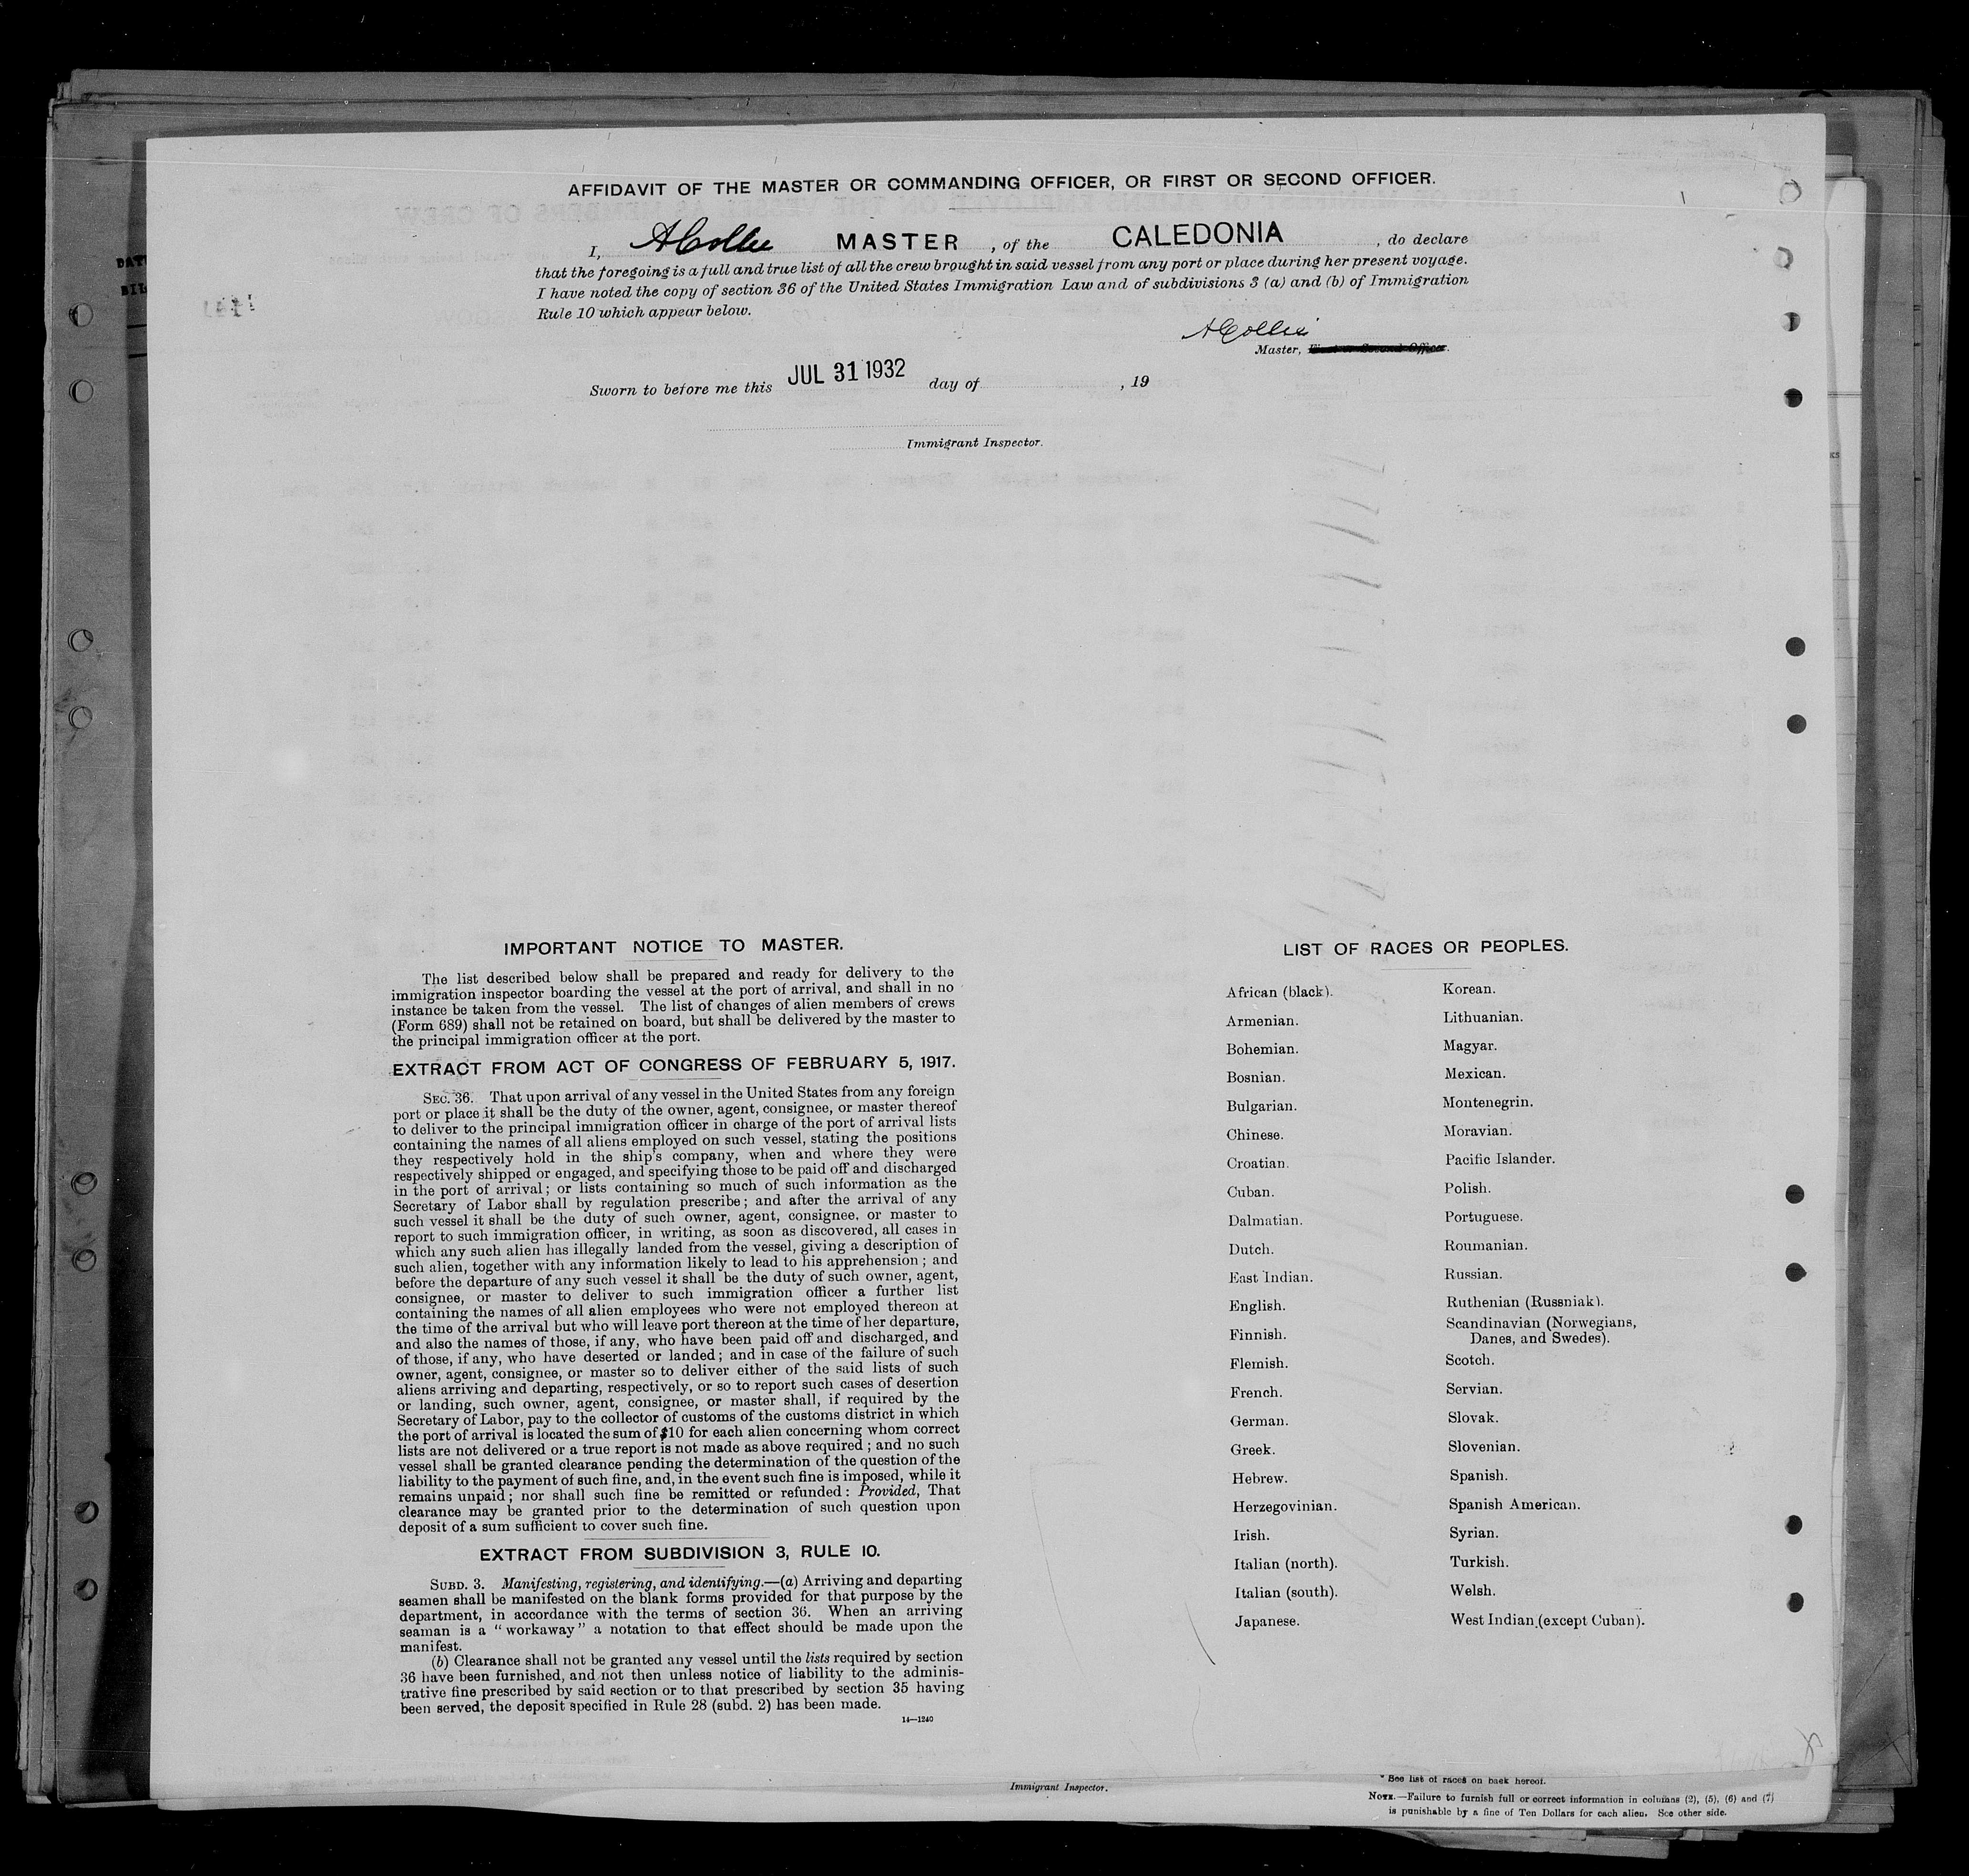 AFFIDAVIT OF THE MASTER OR COMMANDING OFFICER, OR FIRST OR SECOND OFFICER.
I, A Collie MASTER , of the CALEDONIA , do declare
that the foregoing is a full and true list of all the crew brought in said vessel from any port or place during her present voyage.
I have noted the copy of section 36 of the United States Immigration Law and of subdivisions 3 (a) and (b) of Immigration
Rule 10 which appear below.
A Collie
Master, First or Second Officer.
Sworn to before me this JUL 31 1932 day of , 19
Immigrant Inspector.
IMPORTANT NOTICE TO MASTER.
The list described below shall be prepared and ready for delivery to the
immigration inspector boarding the vessel at the port of arrival, and shall in no
instance be taken from the vessel. The list of changes of alien members of crews
(Form 689) shall not be retained on board, but shall be delivered by the master to
the principal immigration officer at the port.
EXTRACT FROM ACT OF CONGRESS OF FEBRUARY 5, 1917.
SEC. 36. That upon arrival of any vessel in the United States from any foreign
port or place it shall be the duty of the owner, agent, consignee, or master thereof
to deliver to the principal immigration officer in charge of the port of arrival lists
containing the names of all aliens employed on such vessel, stating the positions
they respectively hold in the ship's company, when and where they were
respectively shipped or engaged, and specifying those to be paid off and discharged
in the port of arrival; or lists containing so much of such information as the
Secretary of Labor shall by regulation prescribe; and after the arrival of any
such vessel it shall be the duty of such owner, agent, consignee, or master to
report to such immigration officer, in writing, as soon as discovered, all cases in
which any such alien has illegally landed from the vessel, giving a description of
such alien, together with any information likely to lead to his apprehension; and
before the departure of any such vessel it shall be the duty of such owner, agent,
consignee, or master to deliver to such immigration officer a further list
containing the names of all alien employees who were not employed thereon at
the time of the arrival but who will leave port thereon at the time of her departure,
and also the names of those, if any, who have been paid off and discharged, and
of those, if any, who have deserted or landed; and in case of the failure of such
owner, agent, consignee, or master so to deliver either of the said lists of such
aliens arriving and departing, respectively, or so to report such cases of desertion
or landing, such owner, agent, consignee, or master shall, if required by the
Secretary of Labor, pay to the collector of customs of the customs district in which
the port of arrival is located the sum of $10 for each alien concerning whom correct
lists are not delivered or a true report is not made as above required; and no such
vessel shall be granted clearance pending the determination of the question of the
liability to the payment of such fine, and, in the event such fine is imposed, while it
remains unpaid; nor shall such fine be remitted or refunded: Provided, That
clearance may be granted prior to the determination of such question upon
deposit of a sum sufficient to cover such fine.
EXTRACT FROM SUBDIVISION 3, RULE 10.
SUBD. 3. Manifesting, registering, and identifying.—(a) Arriving and departing
seamen shall be manifested on the blank forms provided for that purpose by the
department, in accordance with the terms of section 36. When an arriving
seaman is a "workaway" a notation to that effect should be made upon the
manifest.
(b) Clearance shall not be granted any vessel until the lists required by section
36 have been furnished, and not then unless notice of liability to the adminis-
trative fine prescribed by said section or to that prescribed by section 35 having
been served, the deposit specified in Rule 28 (subd. 2) has been made.
14—1240
LIST OF RACES OR PEOPLES.
African (black).
Armenian.
Bohemian.
Bosnian.
Bulgarian.
Chinese.
Croatian.
Cuban.
Dalmatian.
Dutch.
East Indian.
English.
Finnish.
Flemish.
French.
German.
Greek.
Hebrew.
Herzegovinian.
Irish.
Italian (north).
Italian (south).
Japanese.
Korean.
Lithuanian.
Magyar.
Mexican.
Montenegrin.
Moravian.
Pacific Islander.
Polish.
Portuguese.
Roumanian.
Russian.
Ruthenian (Russniak).
Scandinavian (Norwegians,
Danes, and Swedes).
Scotch.
Servian.
Slovak.
Slovenian.
Spanish.
Spanish American.
Syrian.
Turkish.
Welsh.
West Indian (except Cuban).
Immigrant Inspector.
* See list of races on back hereof.
NOTE.—Failure to furnish full or correct information in columns (2), (5), (6) and (7)
is punishable by a fine of Ten Dollars for each alien. See other side.